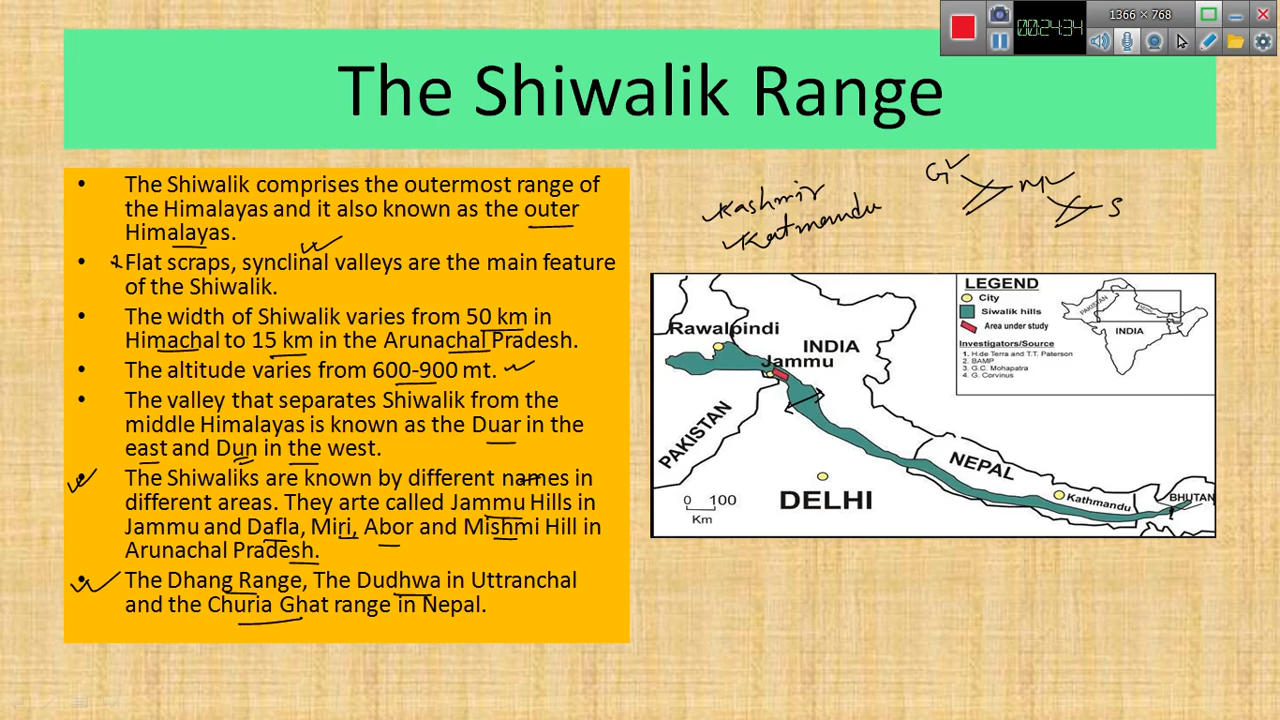 00:24:34
1366 × 768
The Shiwalik Range
• The Shiwalik comprises the outermost range of
the Himalayas and it also known as the outer
Himalayas.
• Flat scraps, synclinal valleys are the main feature
of the Shiwalik.
• The width of Shiwalik varies from 50 km in
Himachal to 15 km in the Arunachal Pradesh.
• The altitude varies from 600-900 mt.
• The valley that separates Shiwalik from the
middle Himalayas is known as the Duar in the
east and Dun in the west.
• The Shiwaliks are known by different names in
different areas. They arte called Jammu Hills in
Jammu and Dafla, Miri, Abor and Mishmi Hill in
Arunachal Pradesh.
• The Dhang Range, The Dudhwa in Uttranchal
and the Churia Ghat range in Nepal.
Kashmir
Katmandu
G
M
S
LEGEND
City
Siwalik hills
Area under study
Investigators/Source
1. H.de Terra and T.T. Paterson
2. BAMP
3. G.C. Mohapatra
4. G. Corvinus
PAKISTAN
INDIA
Rawalpindi
INDIA
Jammu
PAKISTAN
NEPAL
DELHI
Kathmandu
BHUTAN
0 100
Km